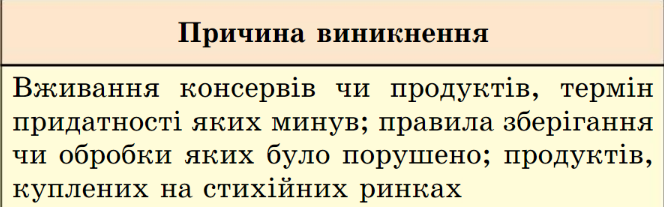 Причина виникнення
Вживання консервів чи продуктів, термін
придатності яких минув; правила зберігання
чи обробки яких було порушено; продуктів,
куплених на стихійних ринках